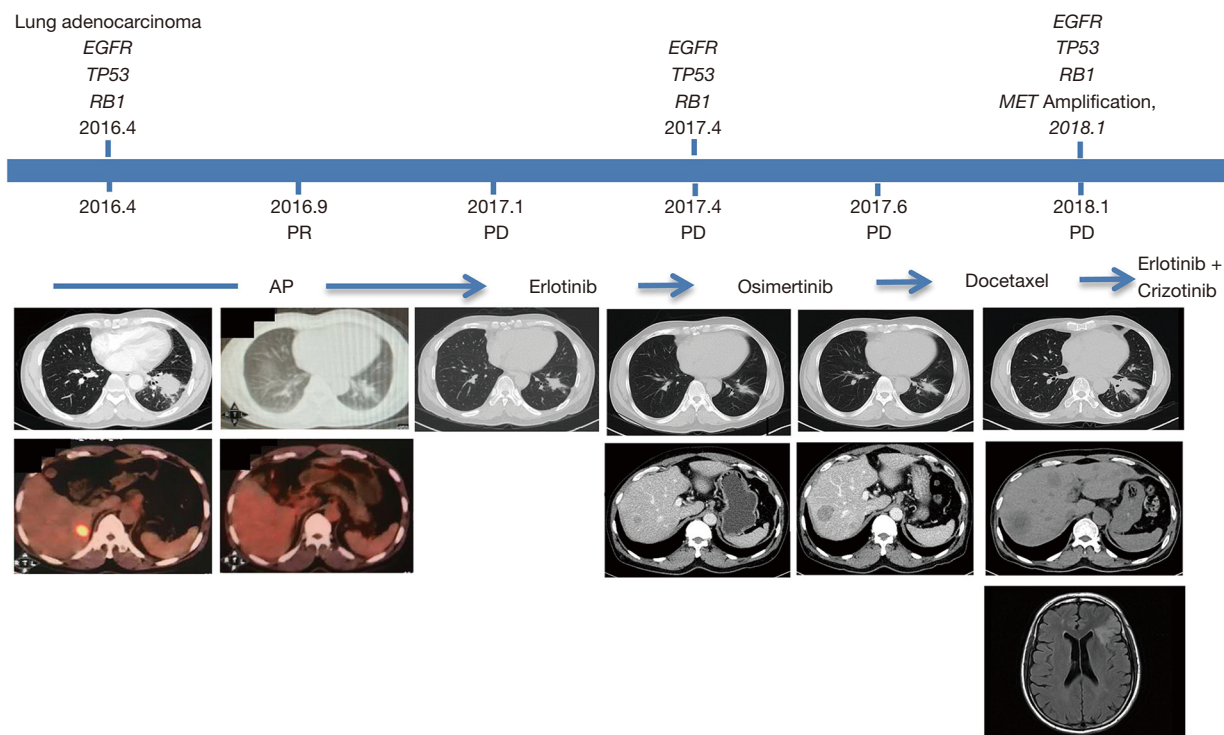 Lung adenocarcinoma
EGFR
TP53
RB1
2016.4
EGFR
TP53
RB1
2017.4
EGFR
TP53
RB1
MET Amplification,
2018.1
2016.4
2016.9
PR
2017.1
PD
2017.4
PD
2017.6
PD
2018.1
PD
AP
Erlotinib
Osimertinib
Docetaxel
Erlotinib +
Crizotinib